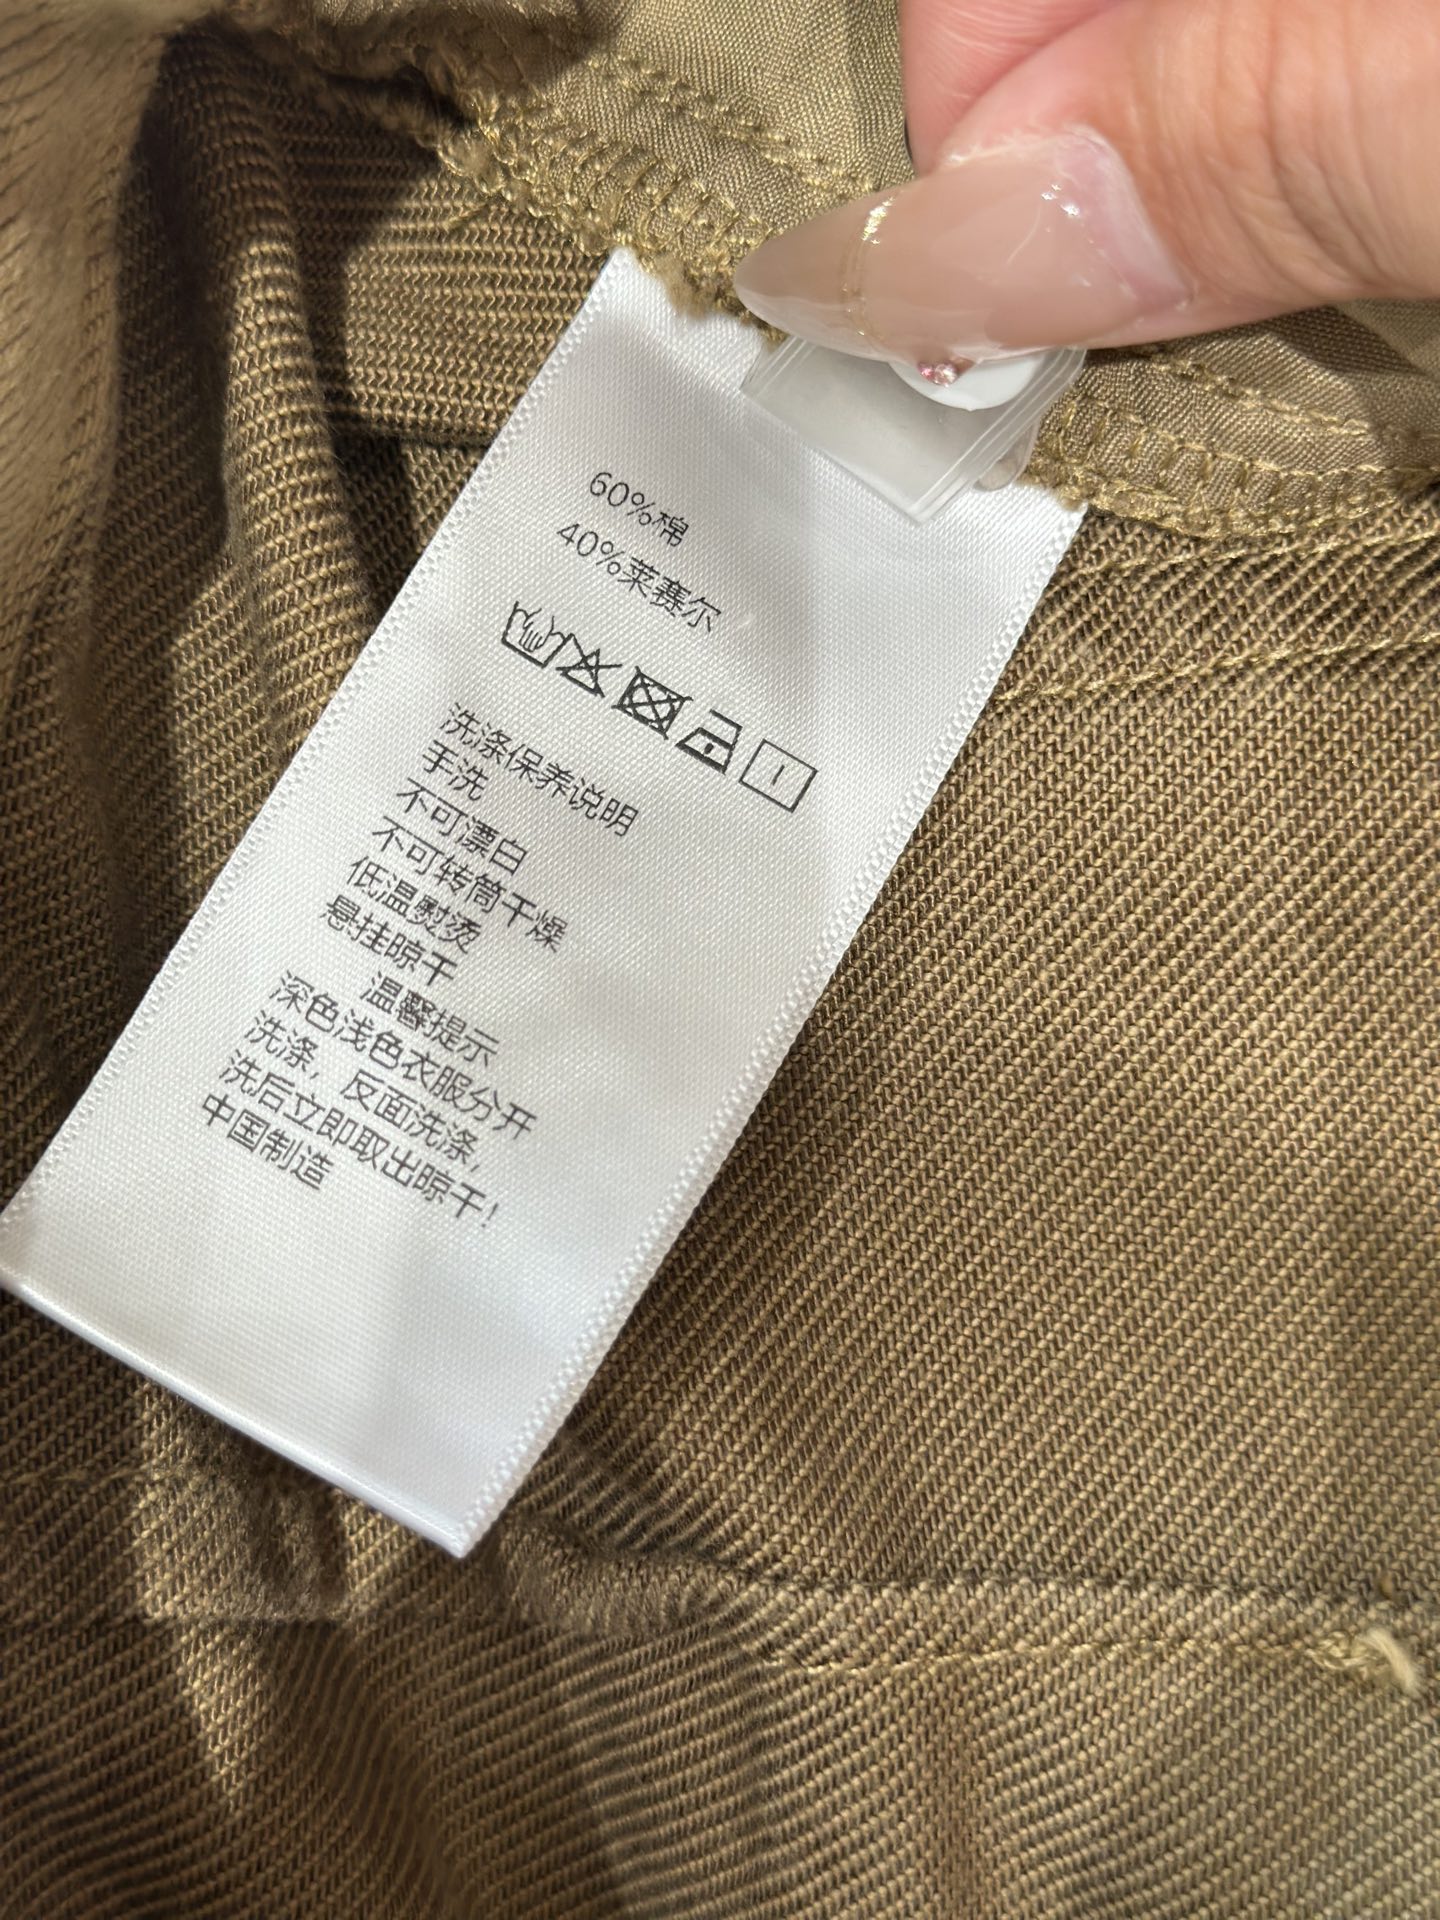 60%棉
40%莱赛尔
洗涤保养说明
手洗
不可漂白
不可转筒干燥
低温熨烫
悬挂晾干
温馨提示
深色浅色衣服分开
洗涤，反面洗涤，
洗后立即取出晾干！
中国制造